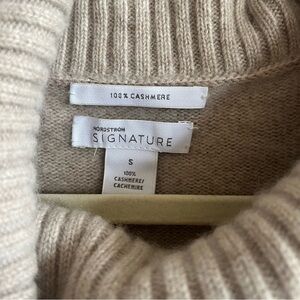 100% CASHMERE
NORDSTROM
SIGNATURE
S
100%
CASHMERE/
CACHEMIRE